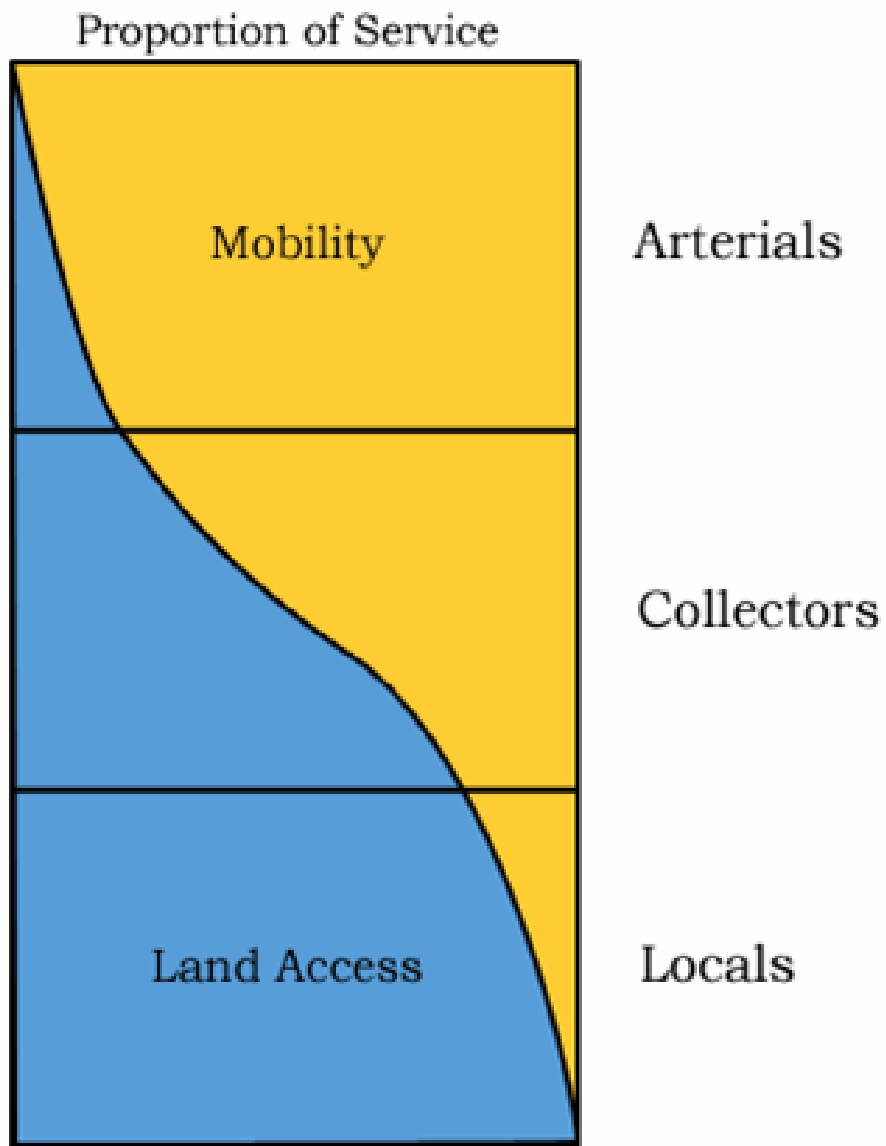 Proportion of Service
Mobility
Arterials
Collectors
Land Access
Locals